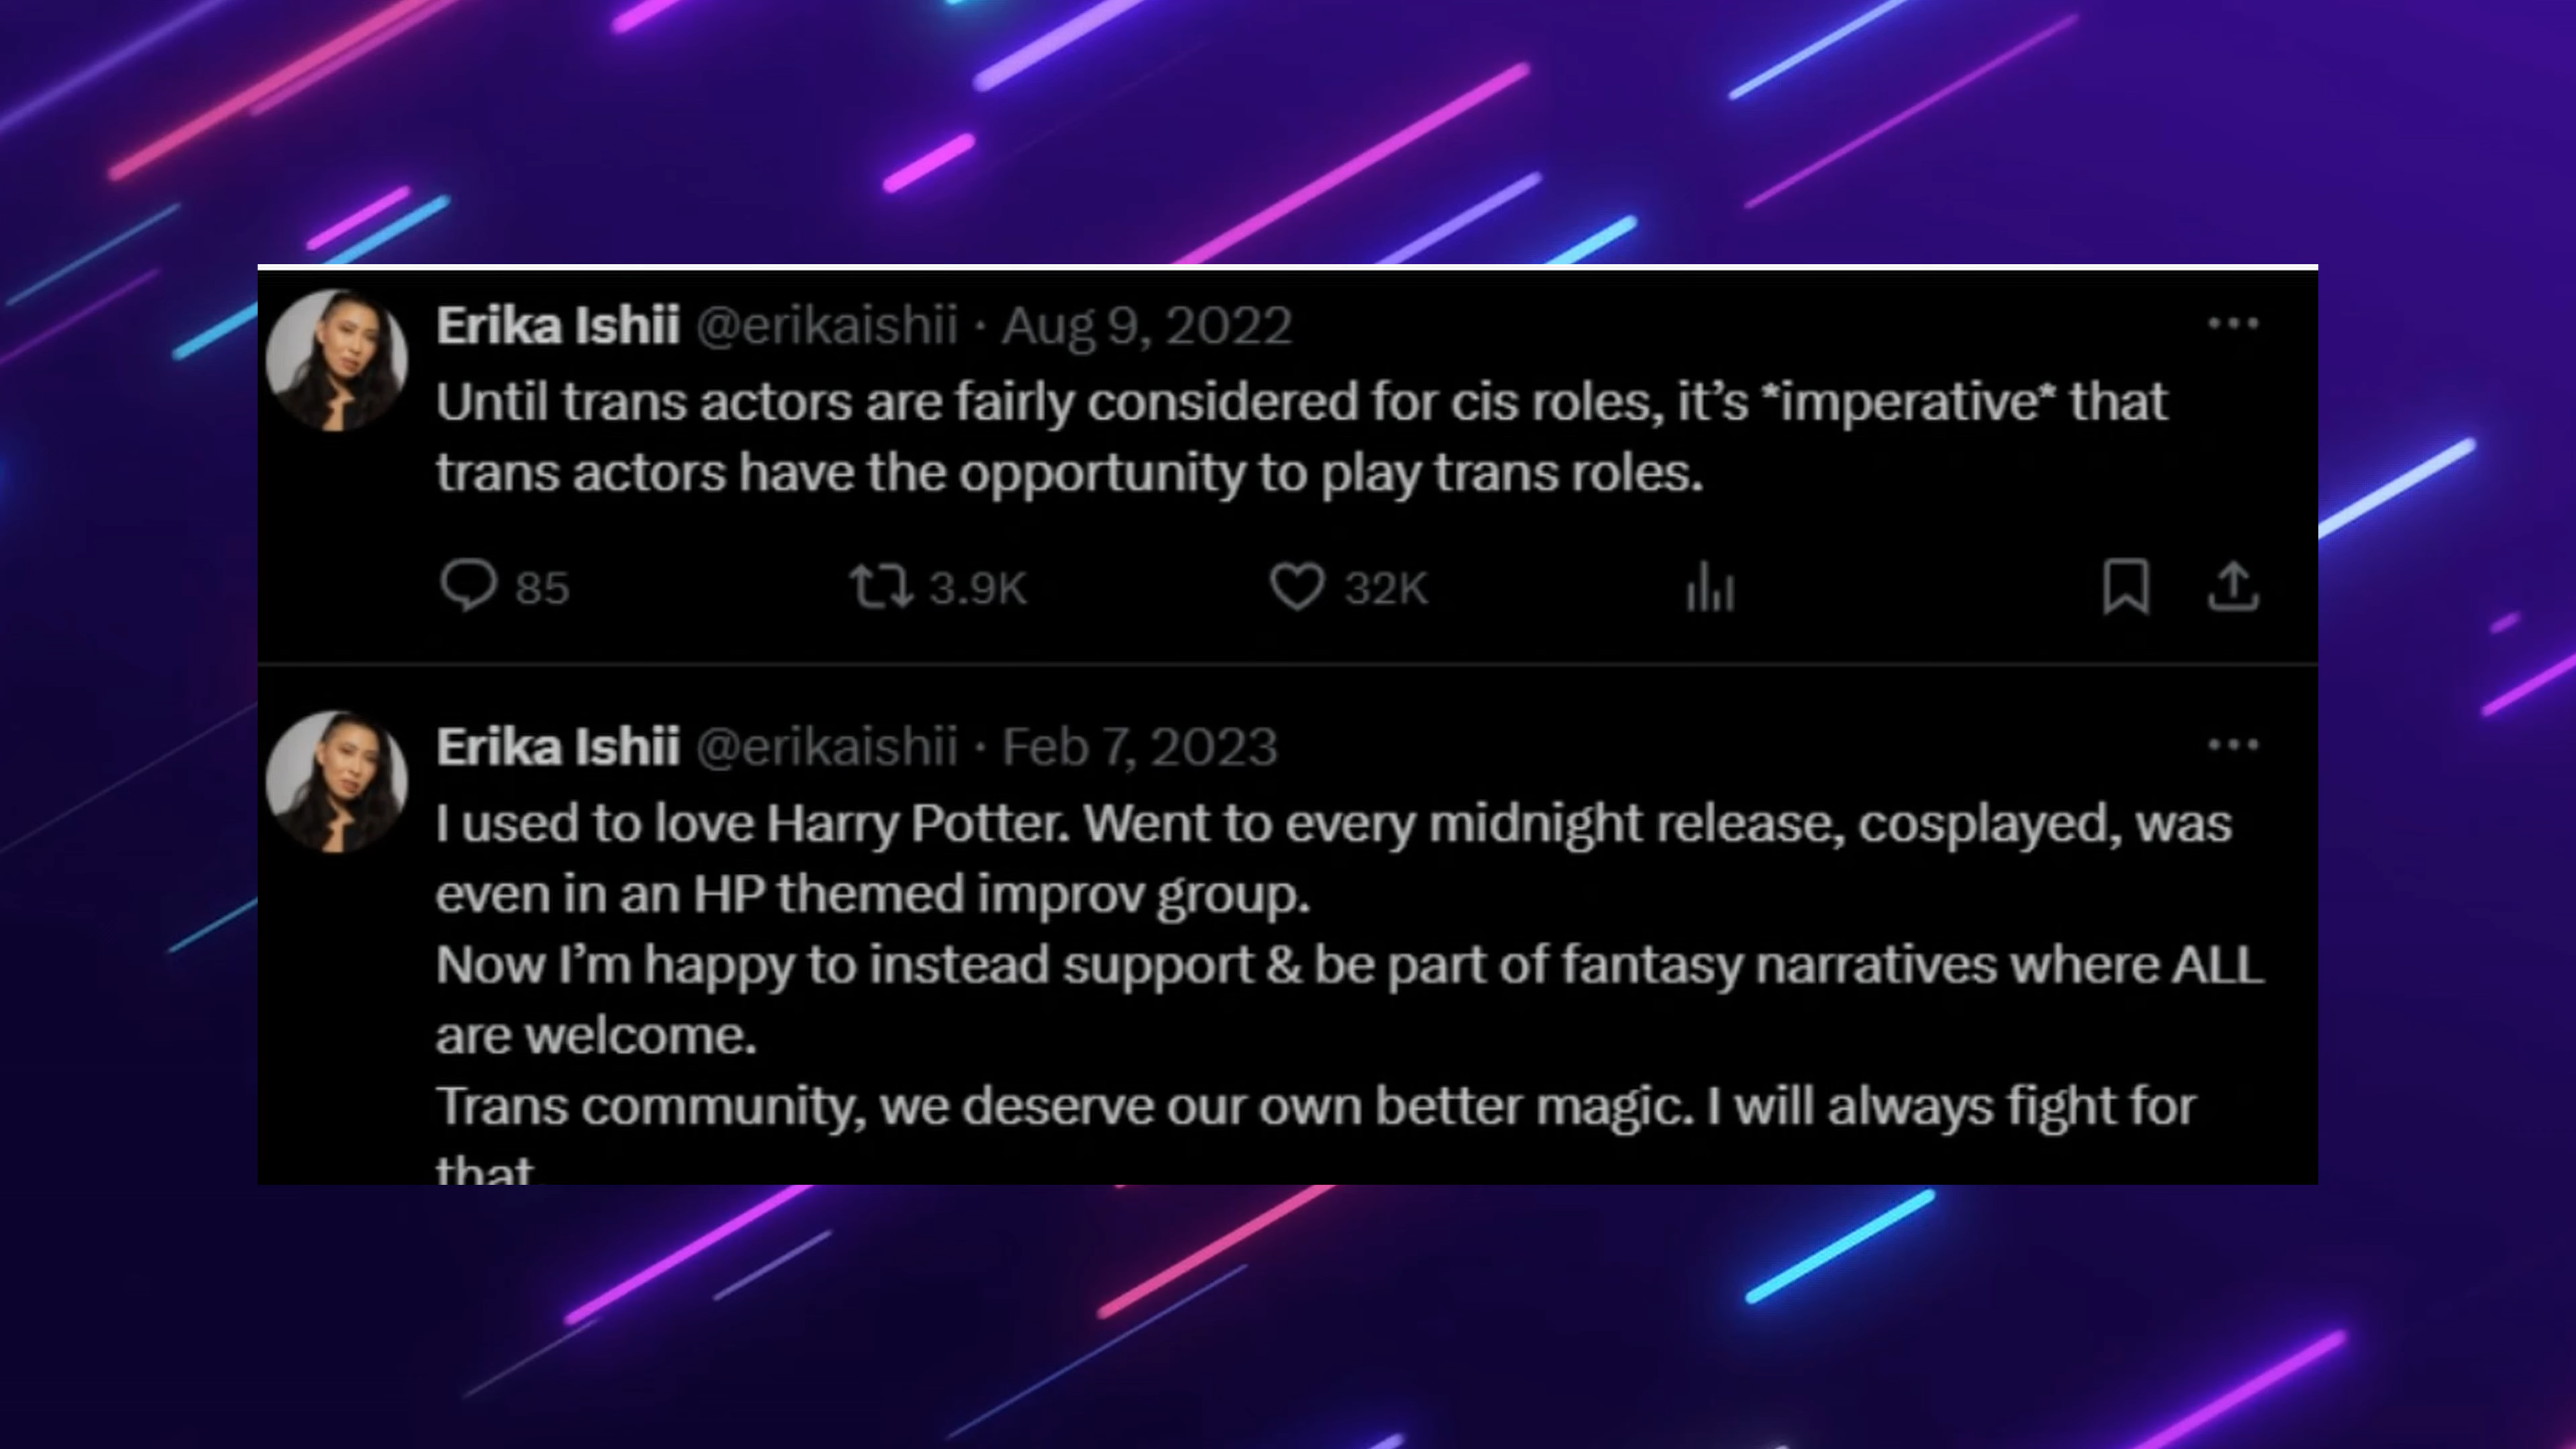 Erika Ishii @erikaishii · Aug 9, 2022
Until trans actors are fairly considered for cis roles, it’s *imperative* that
trans actors have the opportunity to play trans roles.
85 3.9K 32K
Erika Ishii @erikaishii · Feb 7, 2023
I used to love Harry Potter. Went to every midnight release, cosplayed, was
even in an HP themed improv group.
Now I’m happy to instead support & be part of fantasy narratives where ALL
are welcome.
Trans community, we deserve our own better magic. I will always fight for
that